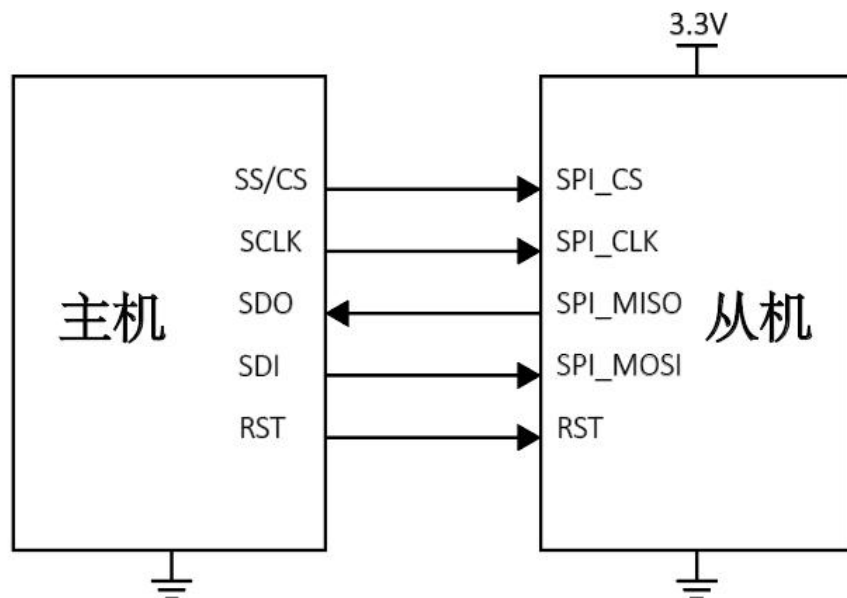 3.3V
SS/CS SPI_CS
SCLK SPI_CLK
主机 SDO SPI_MISO 从机
SDI SPI_MOSI
RST RST